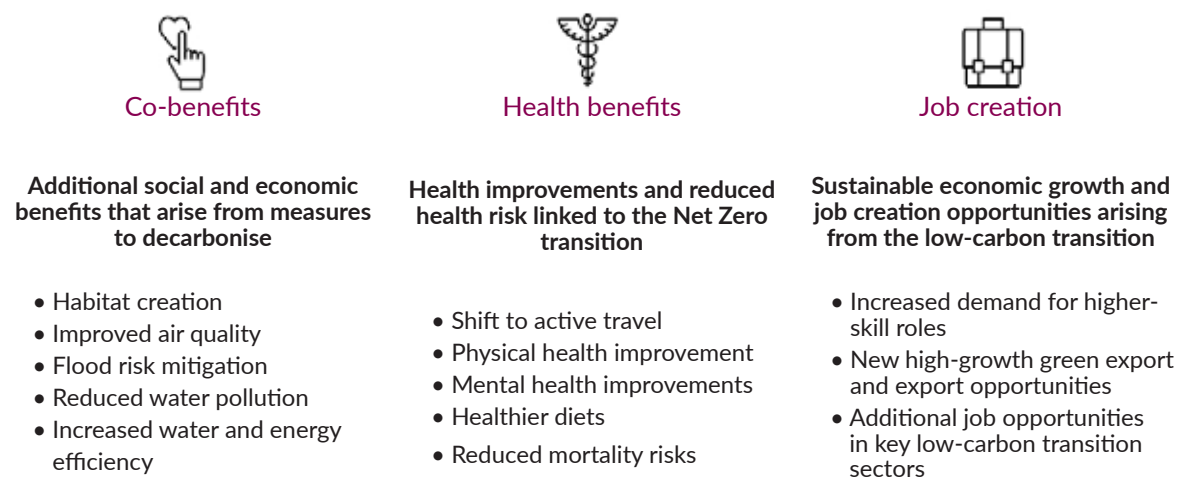 Co-benefits
Additional social and economic
benefits that arise from measures
to decarbonise
• Habitat creation
• Improved air quality
• Flood risk mitigation
• Reduced water pollution
• Increased water and energy
efficiency
Health benefits
Health improvements and reduced
health risk linked to the Net Zero
transition
• Shift to active travel
• Physical health improvement
• Mental health improvements
• Healthier diets
• Reduced mortality risks
Job creation
Sustainable economic growth and
job creation opportunities arising
from the low-carbon transition
• Increased demand for higher-
skill roles
• New high-growth green export
and export opportunities
• Additional job opportunities
in key low-carbon transition
sectors